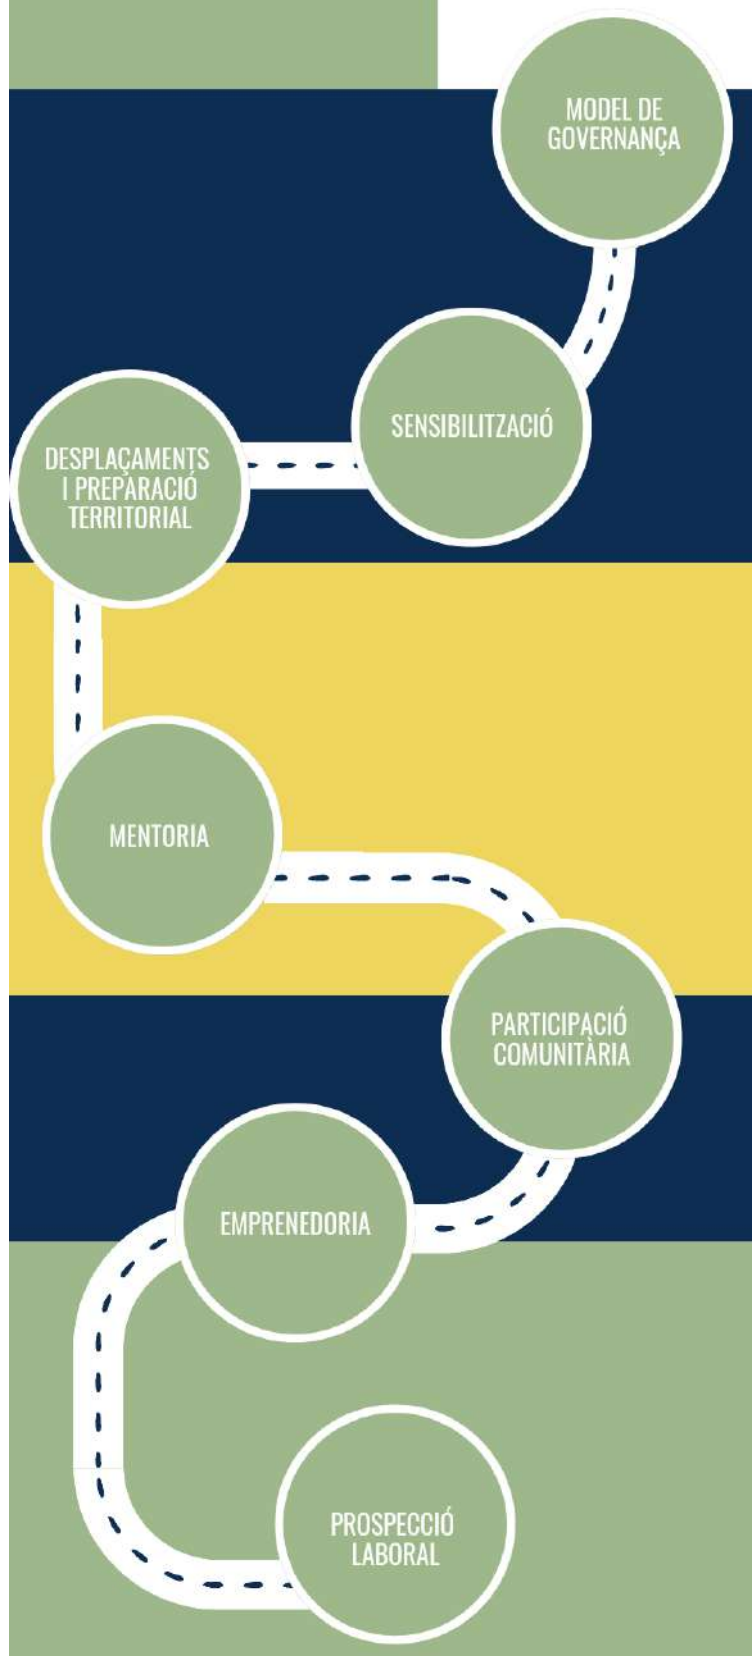 MODEL DE
GOVERNANÇA
SENSIBILITZACIÓ
DESPLAÇAMENTS
I PREPARACIÓ
TERRITORIAL
MENTORIA
PARTICIPACIÓ
COMUNITÀRIA
EMPRENEDORIA
PROSPECCIÓ
LABORAL